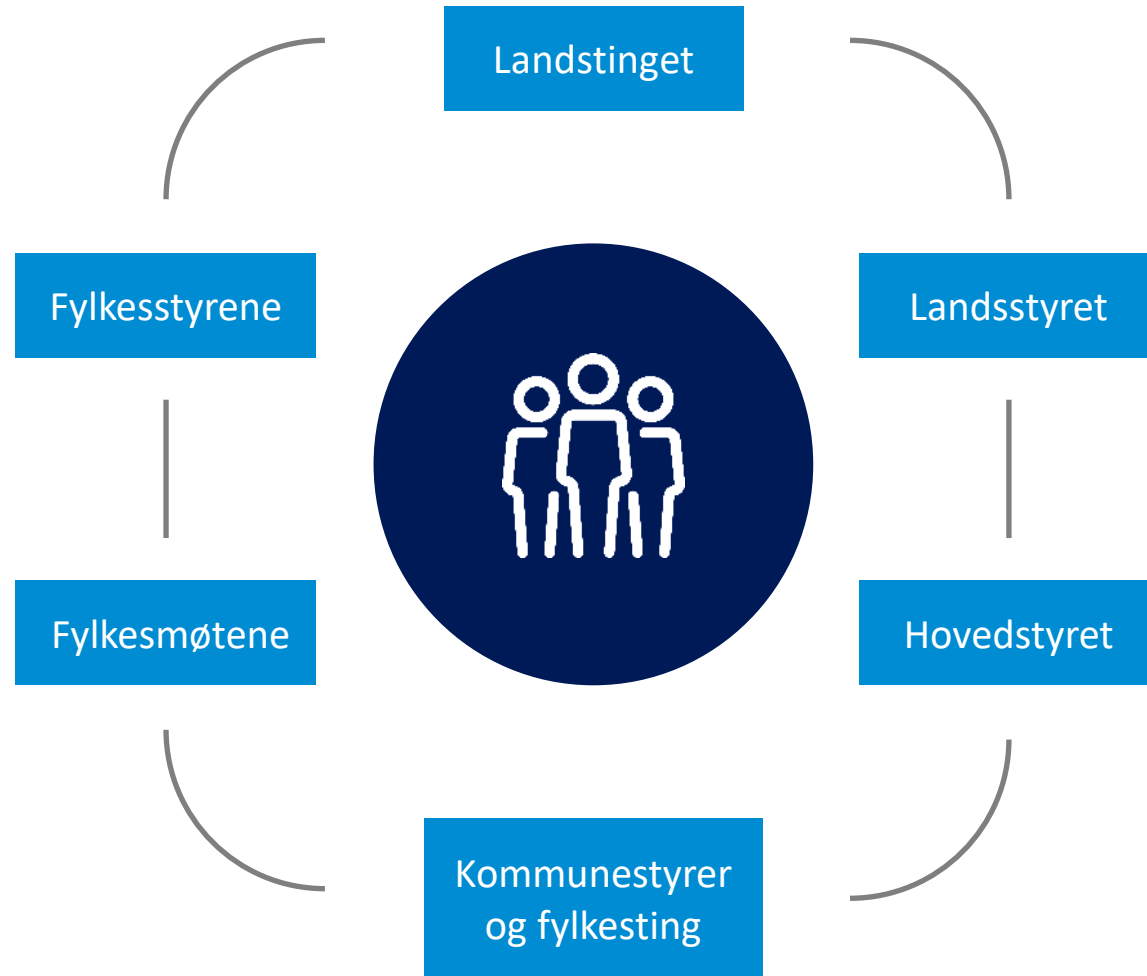 Landstinget
Fylkesstyrene
Landsstyret
Fylkesmøtene
Hovedstyret
Kommunestyrer
og fylkesting